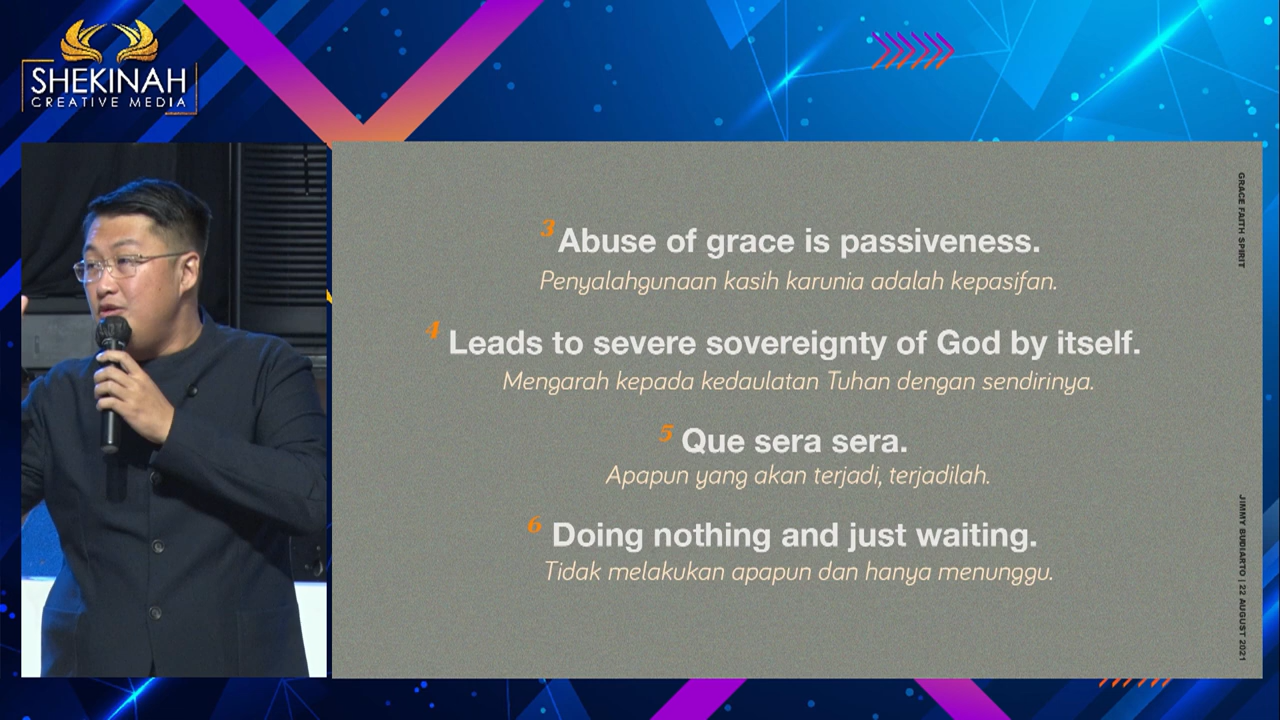 SHEKINAH
CREATIVE MEDIA
GRACE FAITH SPIRIT
3 Abuse of grace is passiveness.
Penyalahgunaan kasih karunia adalah kepasifan.
4 Leads to severe sovereignty of God by itself.
Mengarah kepada kedaulatan Tuhan dengan sendirinya.
5 Que sera sera.
Apapun yang akan terjadi, terjadilah.
6 Doing nothing and just waiting.
Tidak melakukan apapun dan hanya menunggu.
JIMMY BUDIARTO | 22 AUGUST 2021